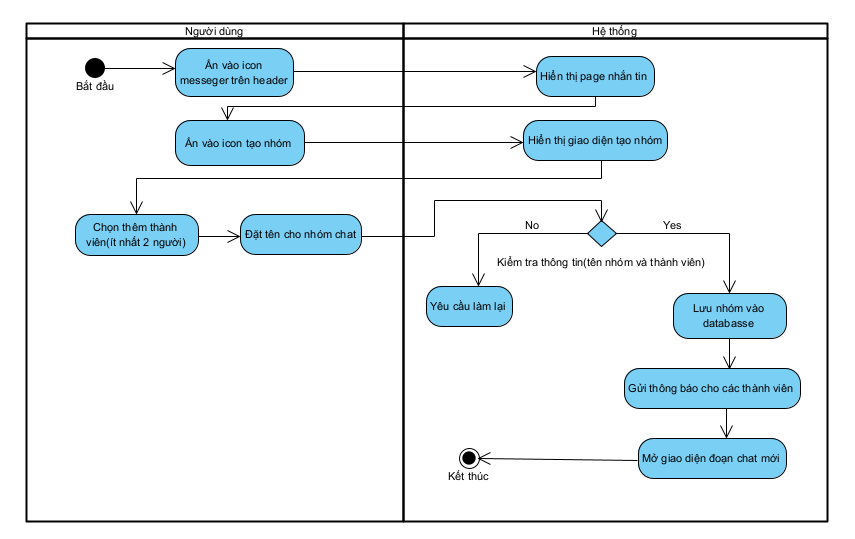 Người dùng
Hệ thống
Bắt đầu
Ấn vào icon
messeger trên header
Hiển thị page nhắn tin
Ấn vào icon tạo nhóm
Hiển thị giao diện tạo nhóm
Chọn thêm thành
viên(ít nhất 2 người)
Đặt tên cho nhóm chat
No
Yes
Kiểm tra thông tin(tên nhóm và thành viên)
Yêu cầu làm lại
Lưu nhóm vào
databasse
Gửi thông báo cho các thành viên
Mở giao diện đoạn chat mới
Kết thúc